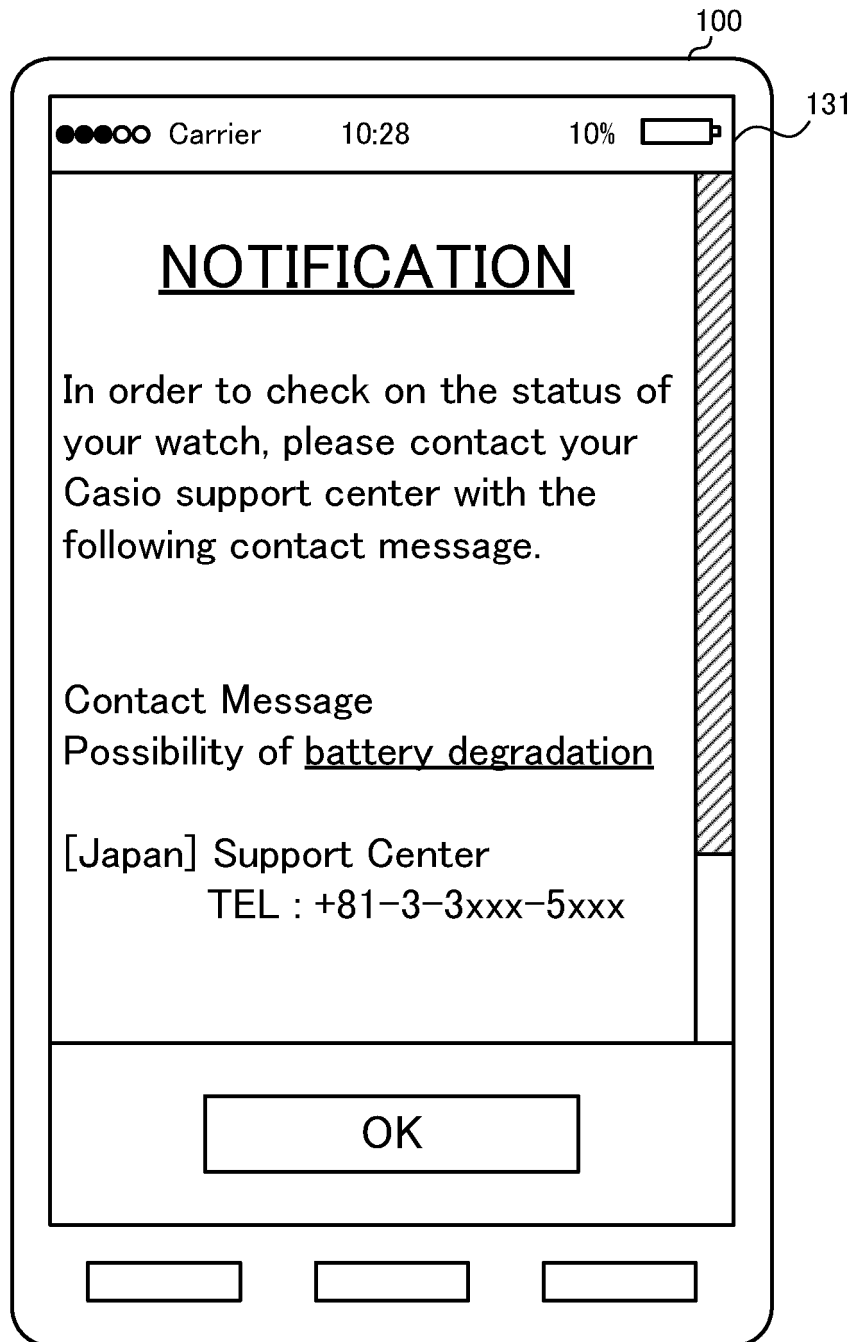 100
131
Carrier 10:28 10%
NOTIFICATION
In order to check on the status of
your watch, please contact your
Casio support center with the
following contact message.
Contact Message
Possibility of battery degradation
[Japan] Support Center
TEL : +81-3-3xxx-5xxx
OK